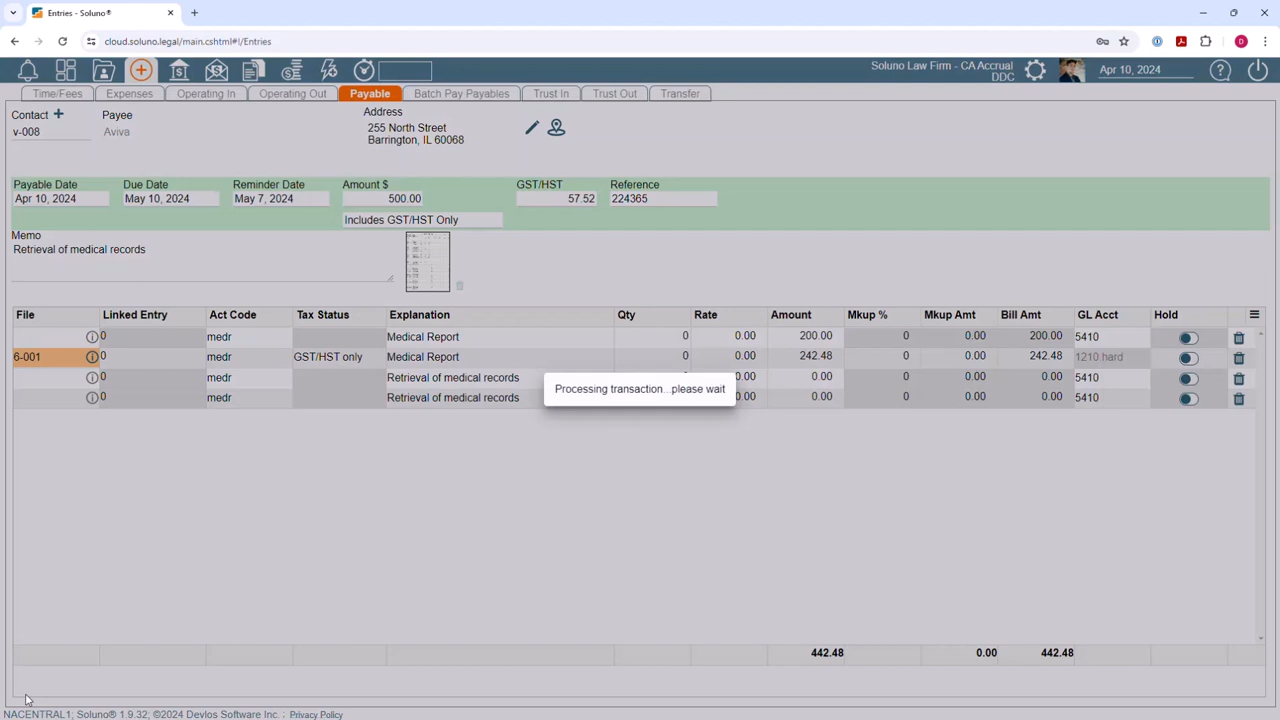 Entries - Soluno®
cloud.soluno.legal/main.cshtml#!/Entries
Soluno Law Firm - CA Accrual
DDC
Apr 10, 2024
Time/Fees Expenses Operating In Operating Out Payable Batch Pay Payables Trust In Trust Out Transfer
Contact Payee Address
v-008 Aviva 255 North Street
Barrington, IL 60068
Payable Date Due Date Reminder Date Amount $ GST/HST Reference
Apr 10, 2024 May 10, 2024 May 7, 2024 500.00 57.52 224365
Includes GST/HST Only
Memo
Retrieval of medical records
File Linked Entry Act Code Tax Status Explanation Qty Rate Amount Mkup % Mkup Amt Bill Amt GL Acct Hold
0 medr Medical Report 0 0.00 200.00 0 0.00 200.00 5410
6-001 0 medr GST/HST only Medical Report 0 0.00 242.48 0 0.00 242.48 1210 hard
0 medr Retrieval of medical records 0 0.00 0.00 0 0.00 0.00 5410
0 medr Retrieval of medical records 0.00 0.00 0 0.00 0.00 5410
Processing transaction...please wait
442.48 0.00 442.48
NACENTRAL1; Soluno® 1.9.32; ©2024 Devlos Software Inc. Privacy Policy
D